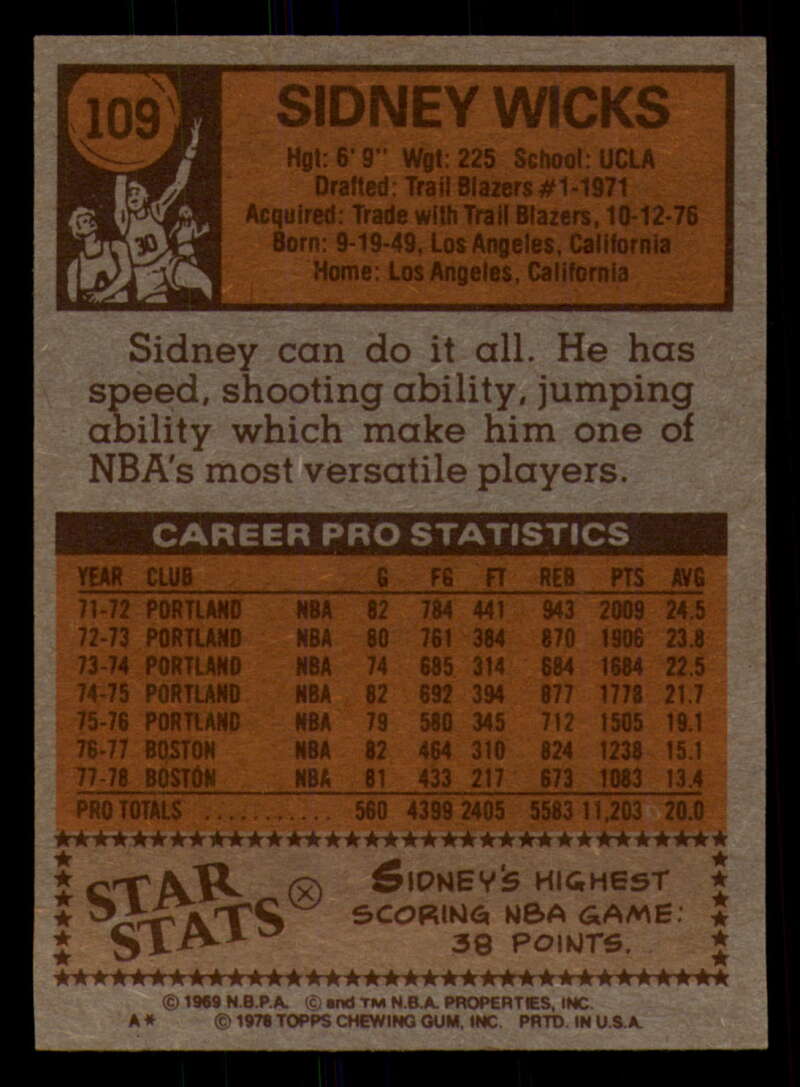 109
SIDNEY WICKS
Hgt: 6' 9" Wgt: 225 School: UCLA
Drafted: Trail Blazers #1-1971
Acquired: Trade with Trail Blazers, 10-12-76
Born: 9-19-49, Los Angeles, California
Home: Los Angeles, California
30
Sidney can do it all. He has
speed, shooting ability, jumping
ability which make him one of
NBA's most versatile players.
CAREER PRO STATISTICS
YEAR CLUB G FG FT REB PTS AVG
71-72 PORTLAND NBA 82 784 441 943 2009 24.5
72-73 PORTLAND NBA 80 761 384 870 1906 23.8
73-74 PORTLAND NBA 74 685 314 684 1684 22.5
74-75 PORTLAND NBA 82 692 394 877 1778 21.7
75-76 PORTLAND NBA 79 580 345 712 1505 19.1
76-77 BOSTON NBA 82 464 310 824 1238 15.1
77-78 BOSTON NBA 81 433 217 673 1083 13.4
PRO TOTALS ........... 560 4399 2405 5583 11,203 20.0
STAR
STATS
SIDNEY'S HIGHEST
SCORING NBA GAME:
38 POINTS.
© 1969 N.B.P.A. © and TM N.B.A. PROPERTIES, INC.
A* © 1978 TOPPS CHEWING GUM, INC. PRTD. IN U.S.A.